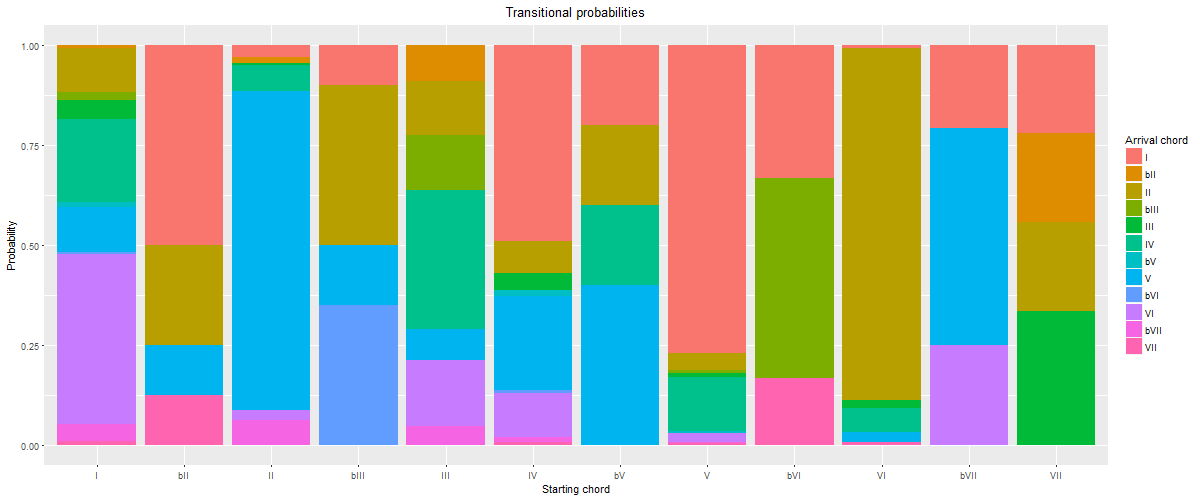 Transitional probabilities
1.00
0.75
0.50
0.25
0.00
Probability
I bII II bIII III IV bV V bVI VI bVII VII
Starting chord
Arrival chord
I
bII
II
bIII
III
IV
bV
V
bVI
VI
bVII
VII